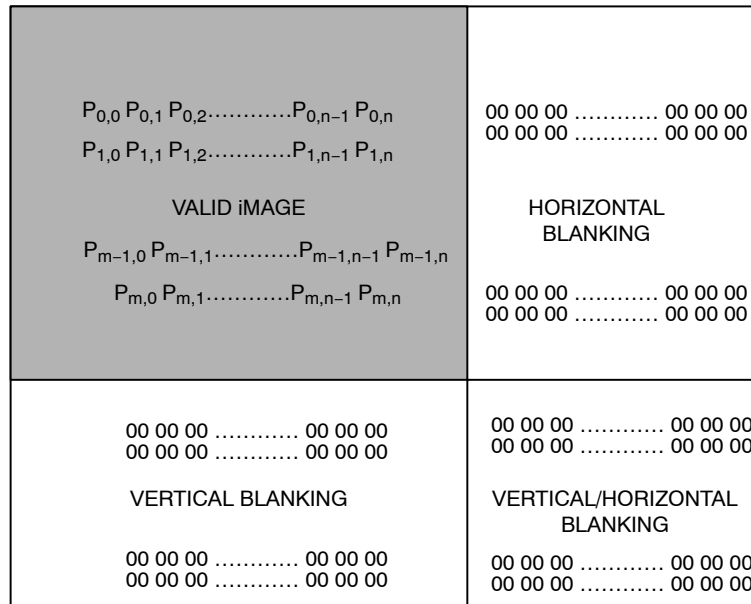 P0,0 P0,1 P0,2............P0,n−1 P0,n
P1,0 P1,1 P1,2............P1,n−1 P1,n
VALID iMAGE
Pm−1,0 Pm−1,1............Pm−1,n−1 Pm−1,n
Pm,0 Pm,1............Pm,n−1 Pm,n
00 00 00 ............ 00 00 00
00 00 00 ............ 00 00 00
HORIZONTAL
BLANKING
00 00 00 ............ 00 00 00
00 00 00 ............ 00 00 00
00 00 00 ............ 00 00 00
00 00 00 ............ 00 00 00
VERTICAL BLANKING
00 00 00 ............ 00 00 00
00 00 00 ............ 00 00 00
00 00 00 ............ 00 00 00
00 00 00 ............ 00 00 00
VERTICAL/HORIZONTAL
BLANKING
00 00 00 ............ 00 00 00
00 00 00 ............ 00 00 00